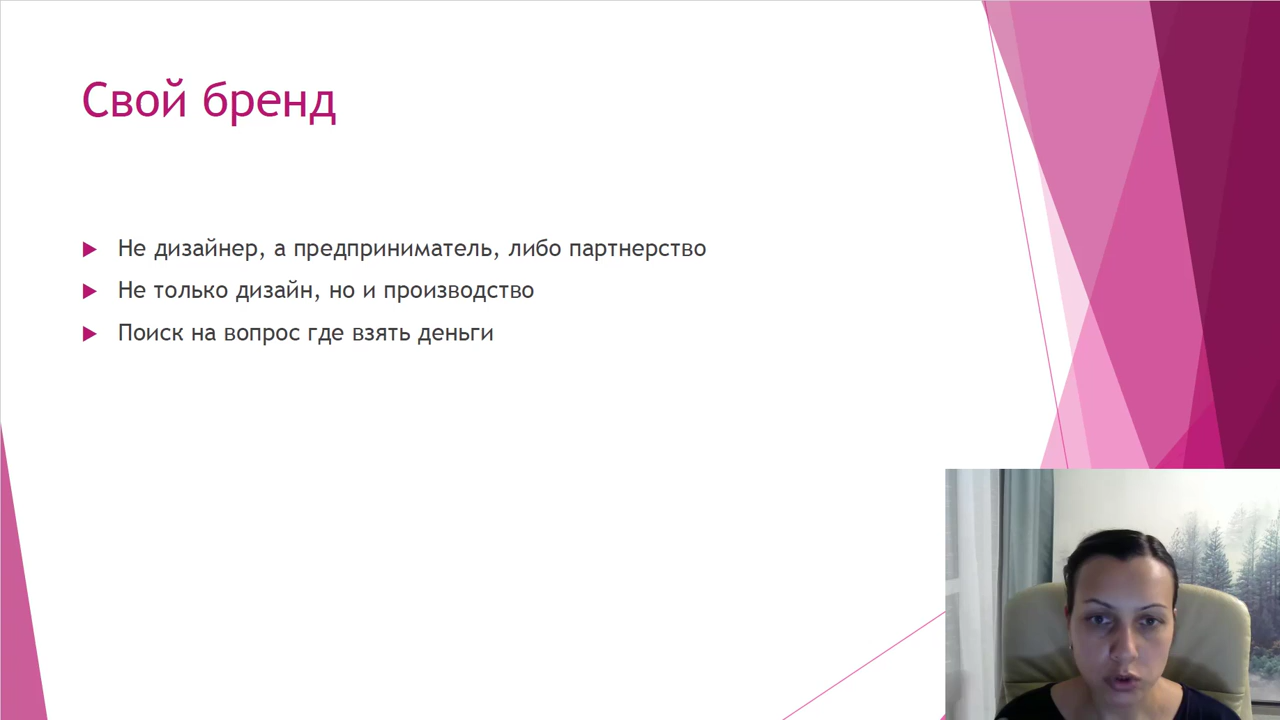 Свой бренд
Не дизайнер, а предприниматель, либо партнерство
Не только дизайн, но и производство
Поиск на вопрос где взять деньги